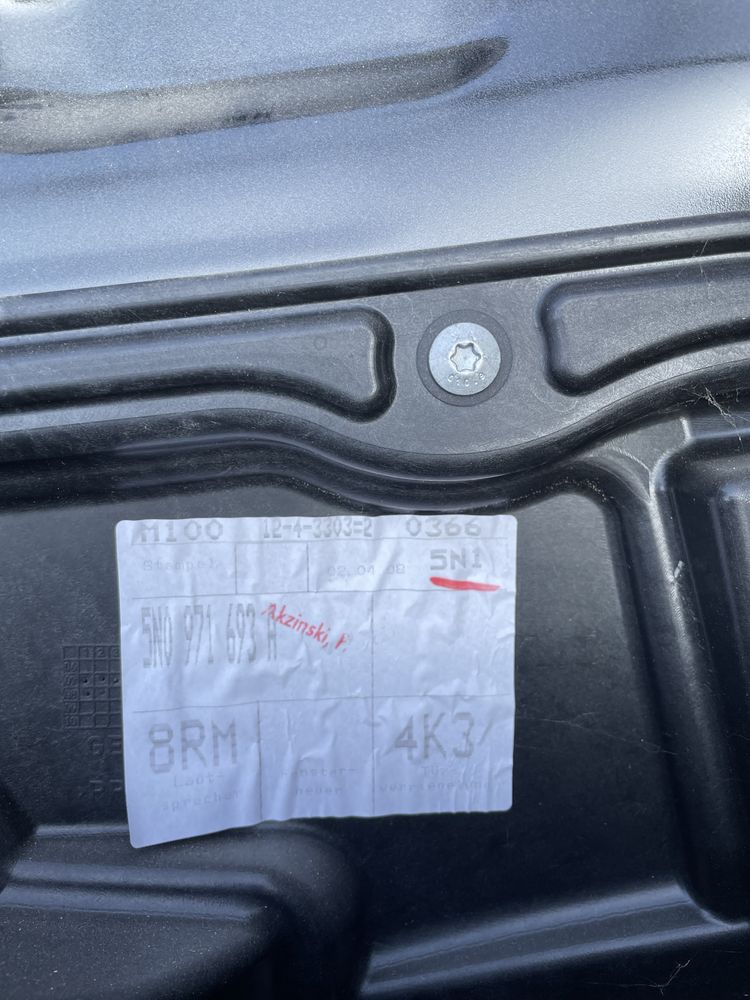 M100 12-4-3303=2 0366
Stempel 02.04.08 5N1
5N0 971 693
Akzinski, P.
8RM 4K3
Laut- Fenster- Tür-
sprecher heber verriegelung